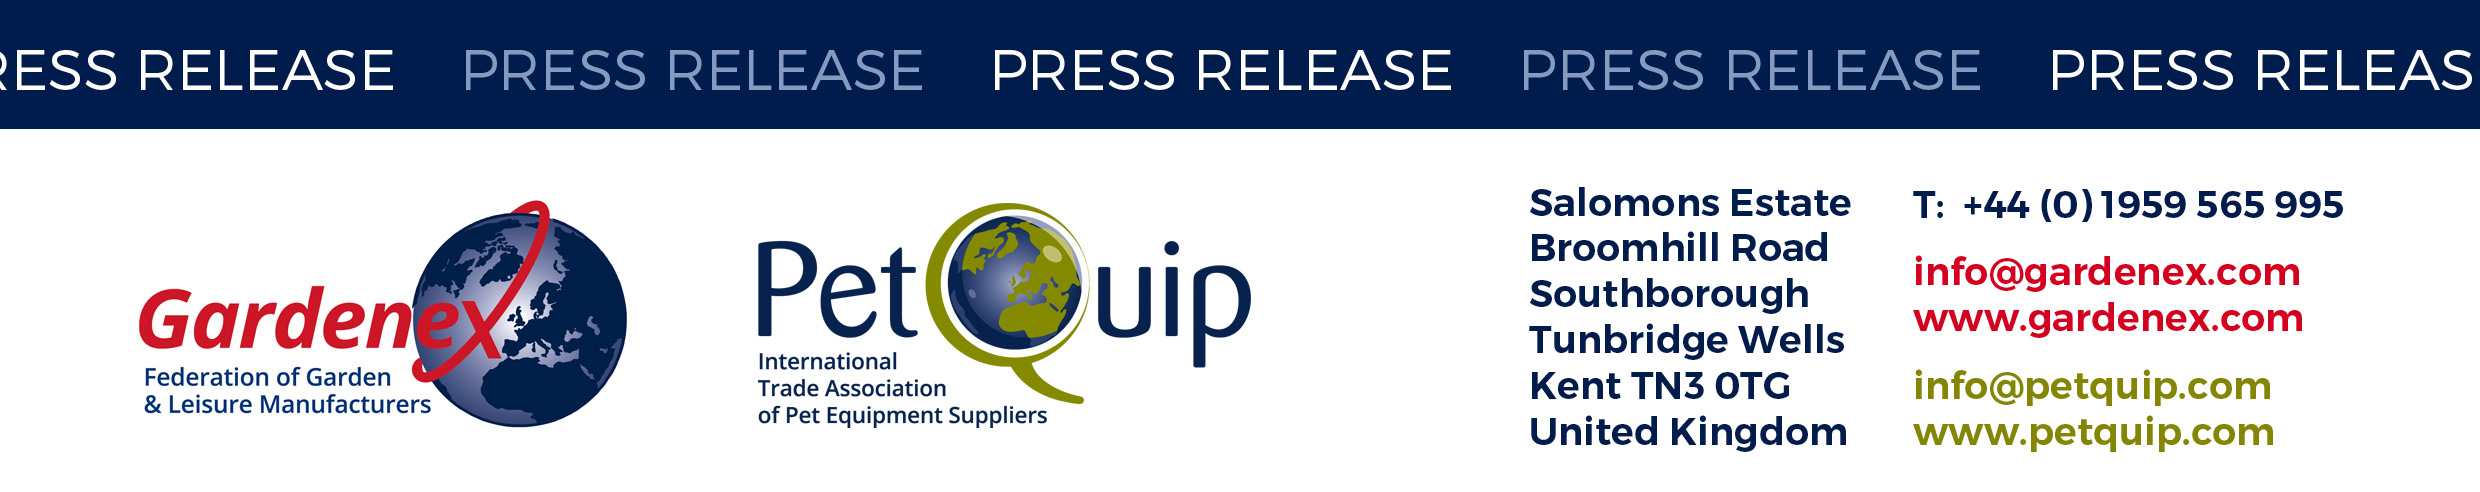 RESS RELEASE PRESS RELEASE PRESS RELEASE PRESS RELEASE PRESS RELEAS
Gardenex
Federation of Garden
& Leisure Manufacturers
PetQuip
International
Trade Association
of Pet Equipment Suppliers
Salomons Estate
Broomhill Road
Southborough
Tunbridge Wells
Kent TN3 0TG
United Kingdom
T: +44 (0) 1959 565 995
info@gardenex.com
www.gardenex.com
info@petquip.com
www.petquip.com